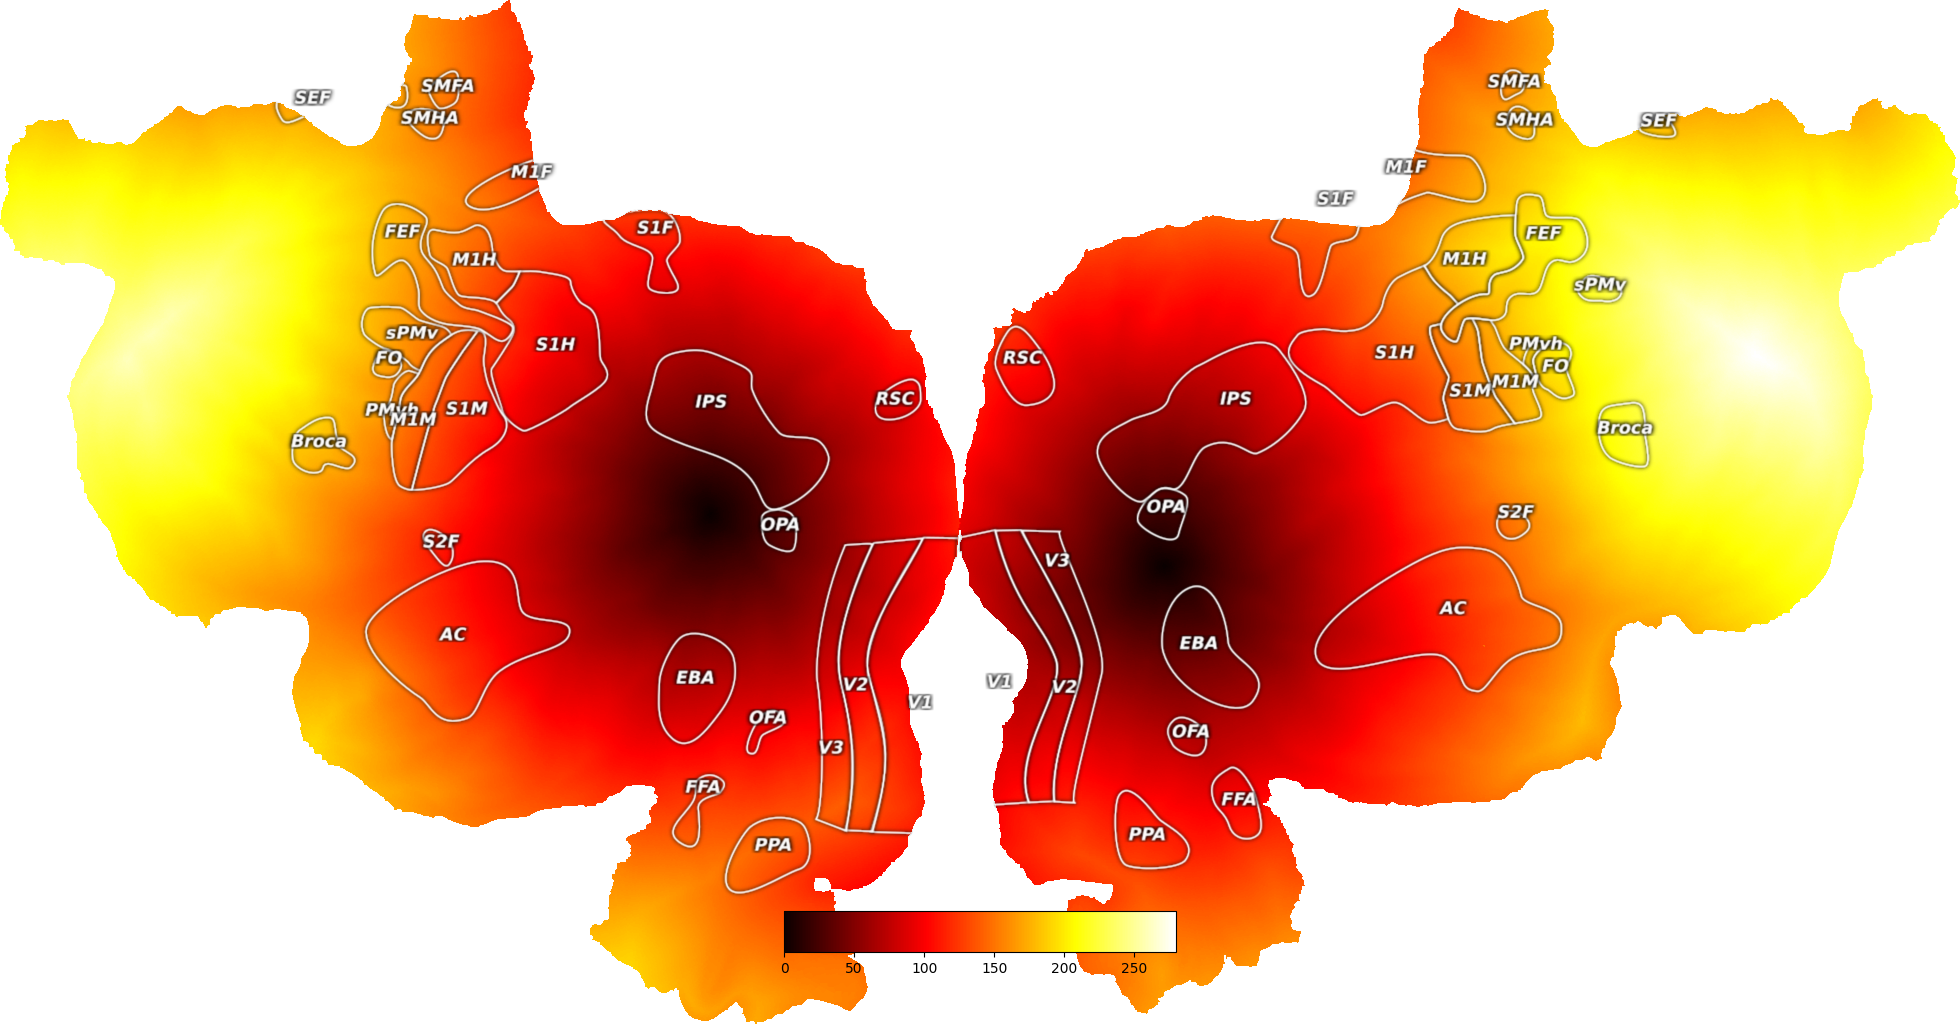 SMFA
SEF
SMHA
M1F
S1F
FEF
M1H
sPMv
FO
S1H
PMvh
M1M
S1M
IPS
RSC
Broca
OPA
S2F
AC
EBA
V2
V1
OFA
V3
FFA
PPA
SMFA
SMHA
SEF
M1F
S1F
FEF
M1H
sPMv
RSC
PMvh
S1H
FO
M1M
S1M
IPS
Broca
OPA
S2F
V3
AC
EBA
V1
V2
OFA
FFA
PPA
0 50 100 150 200 250